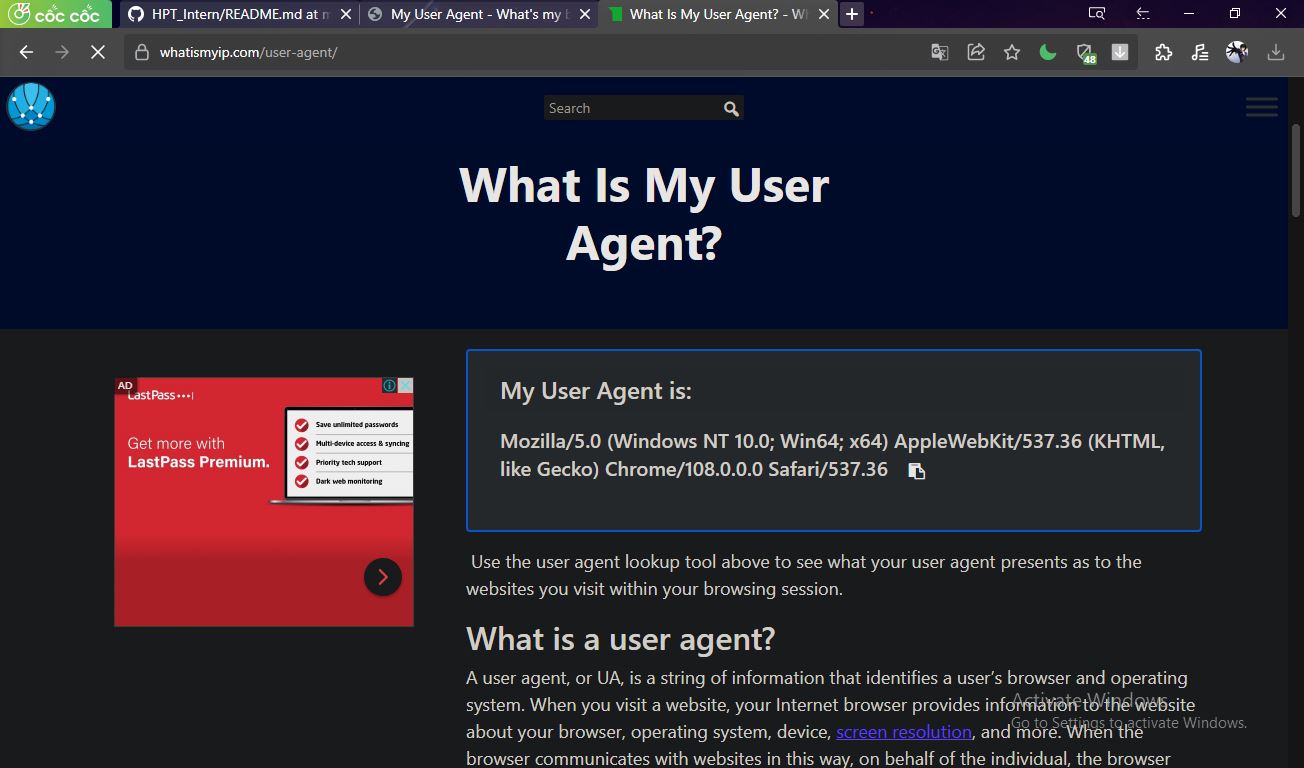 cốc cốc
HPT_Intern/README.md at m
My User Agent - What's my b
What Is My User Agent? - Wh
whatismyip.com/user-agent/
48
Search
What Is My User
Agent?
AD
LastPass
Get more with
LastPass Premium.
Save unlimited passwords
Multi-device access & syncing
Priority tech support
Dark web monitoring
My User Agent is:
Mozilla/5.0 (Windows NT 10.0; Win64; x64) AppleWebKit/537.36 (KHTML,
like Gecko) Chrome/108.0.0.0 Safari/537.36
Use the user agent lookup tool above to see what your user agent presents as to the
websites you visit within your browsing session.
What is a user agent?
A user agent, or UA, is a string of information that identifies a user's browser and operating
system. When you visit a website, your Internet browser provides information to the website
about your browser, operating system, device, screen resolution, and more. When the
browser communicates with websites in this way, on behalf of the individual, the browser
Activate Windows
Go to Settings to activate Windows.